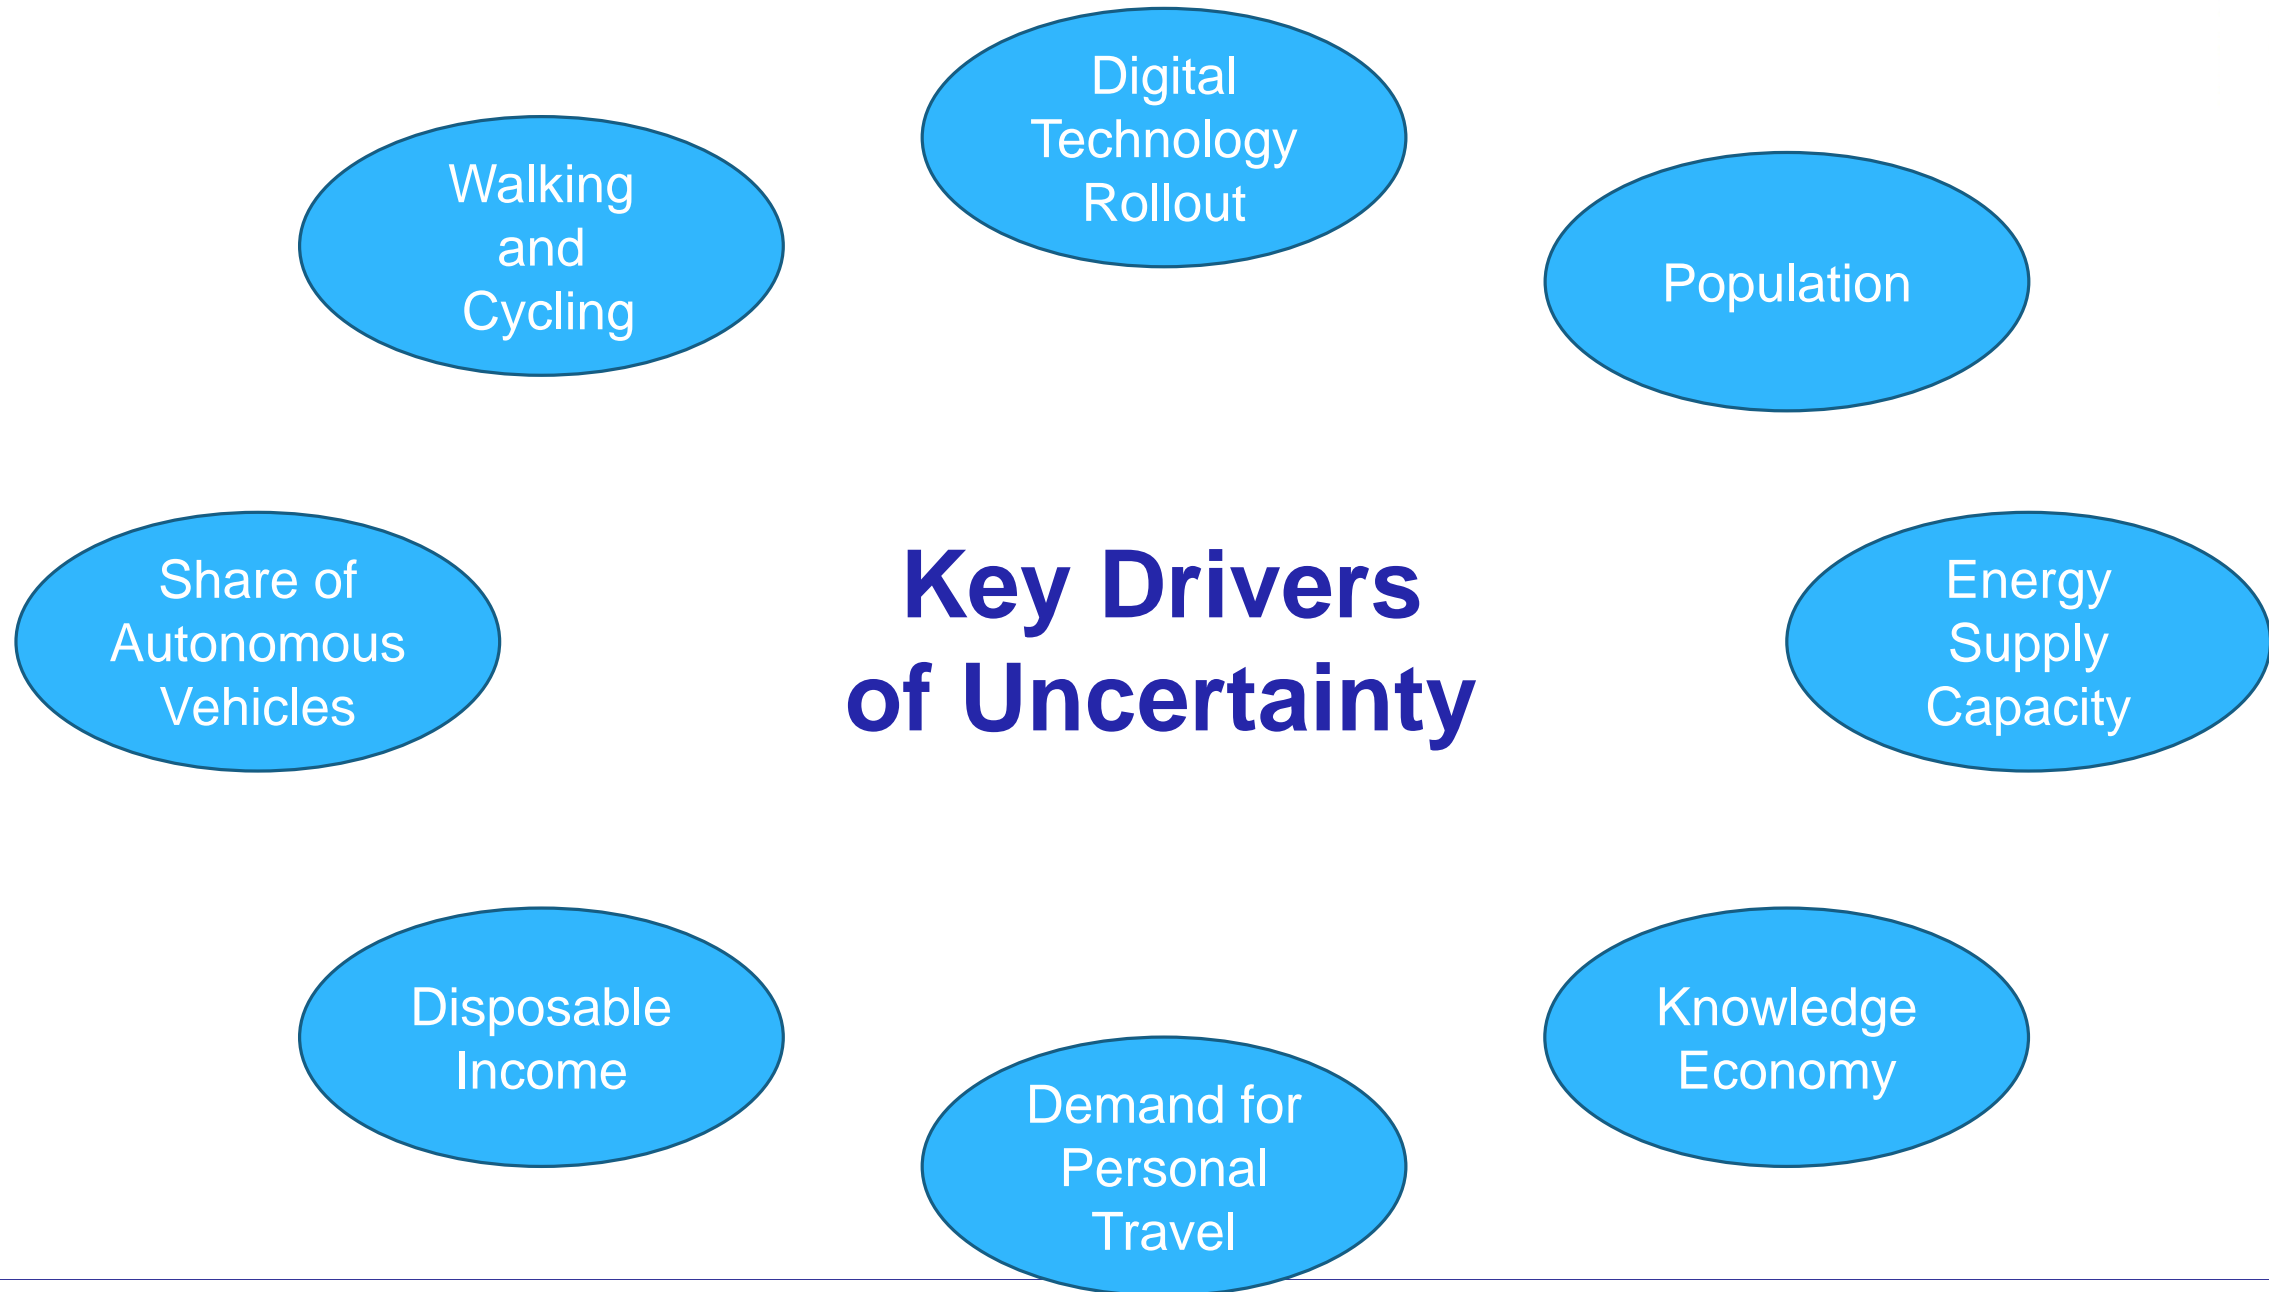 Digital
Technology
Rollout
Walking
and
Cycling
Population
Share of
Autonomous
Vehicles
Key Drivers
of Uncertainty
Energy
Supply
Capacity
Disposable
Income
Knowledge
Economy
Demand for
Personal
Travel